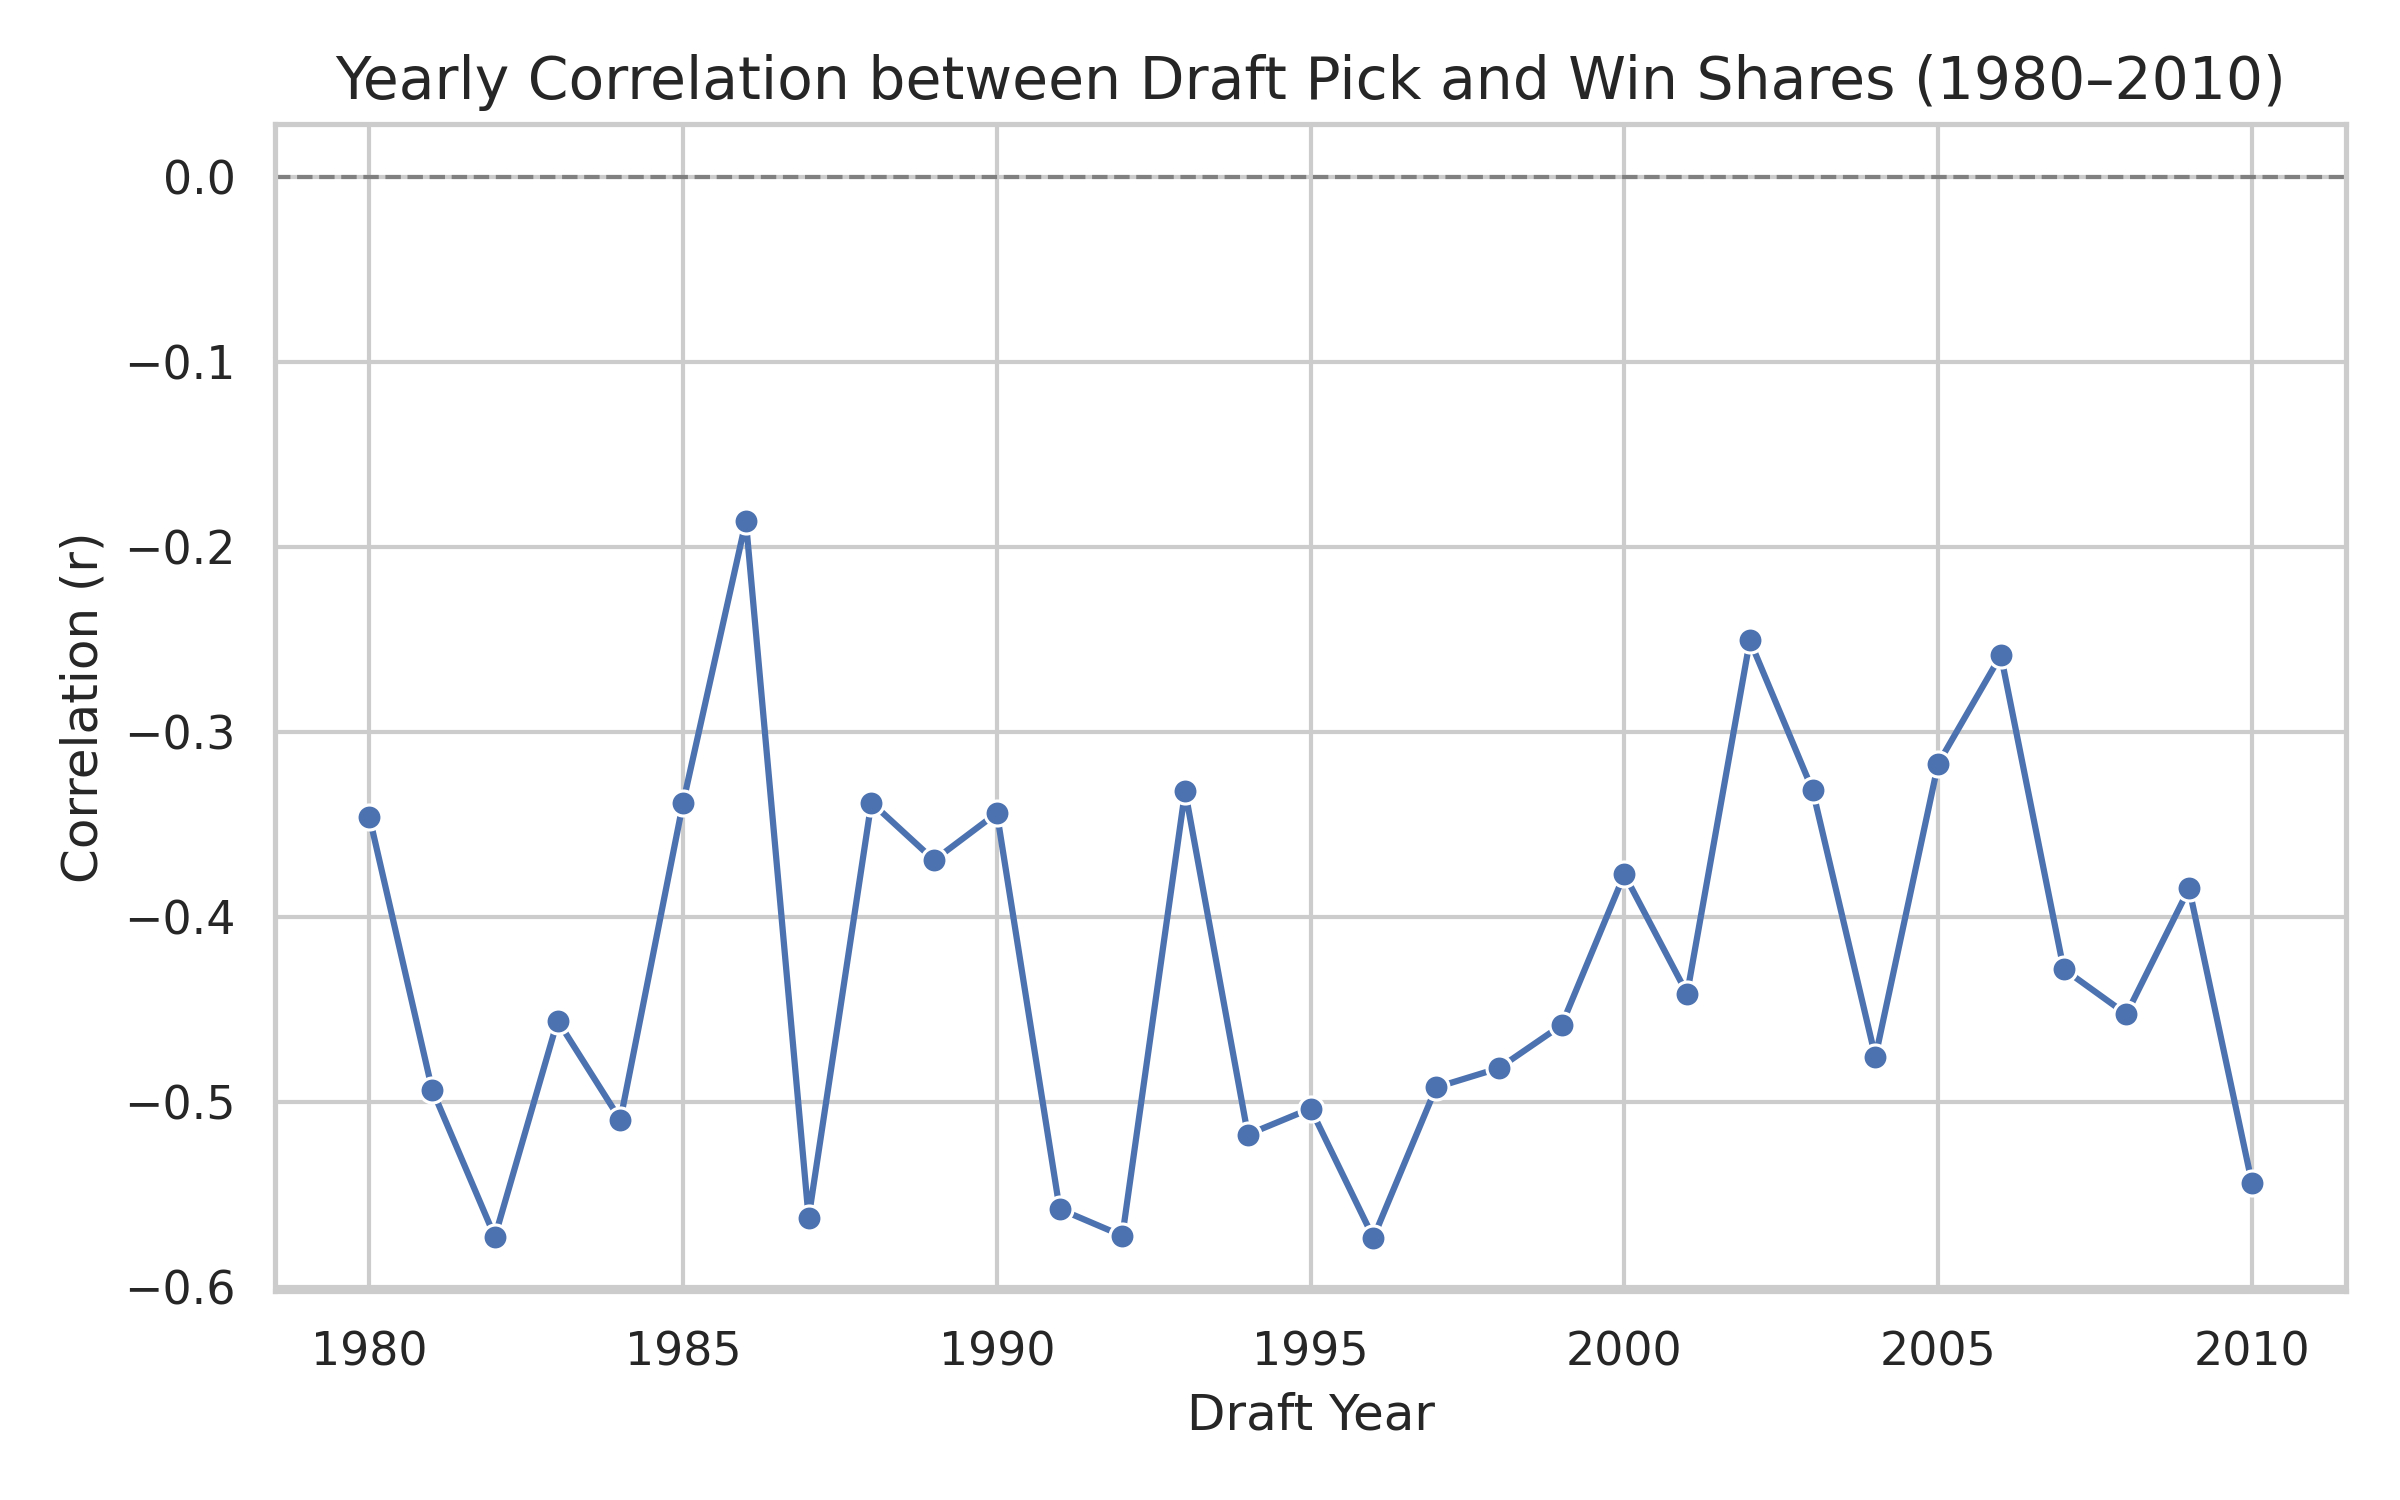 Yearly Correlation between Draft Pick and Win Shares (1980–2010)
Correlation (r)
0.0
−0.1
−0.2
−0.3
−0.4
−0.5
−0.6
1980 1985 1990 1995 2000 2005 2010
Draft Year